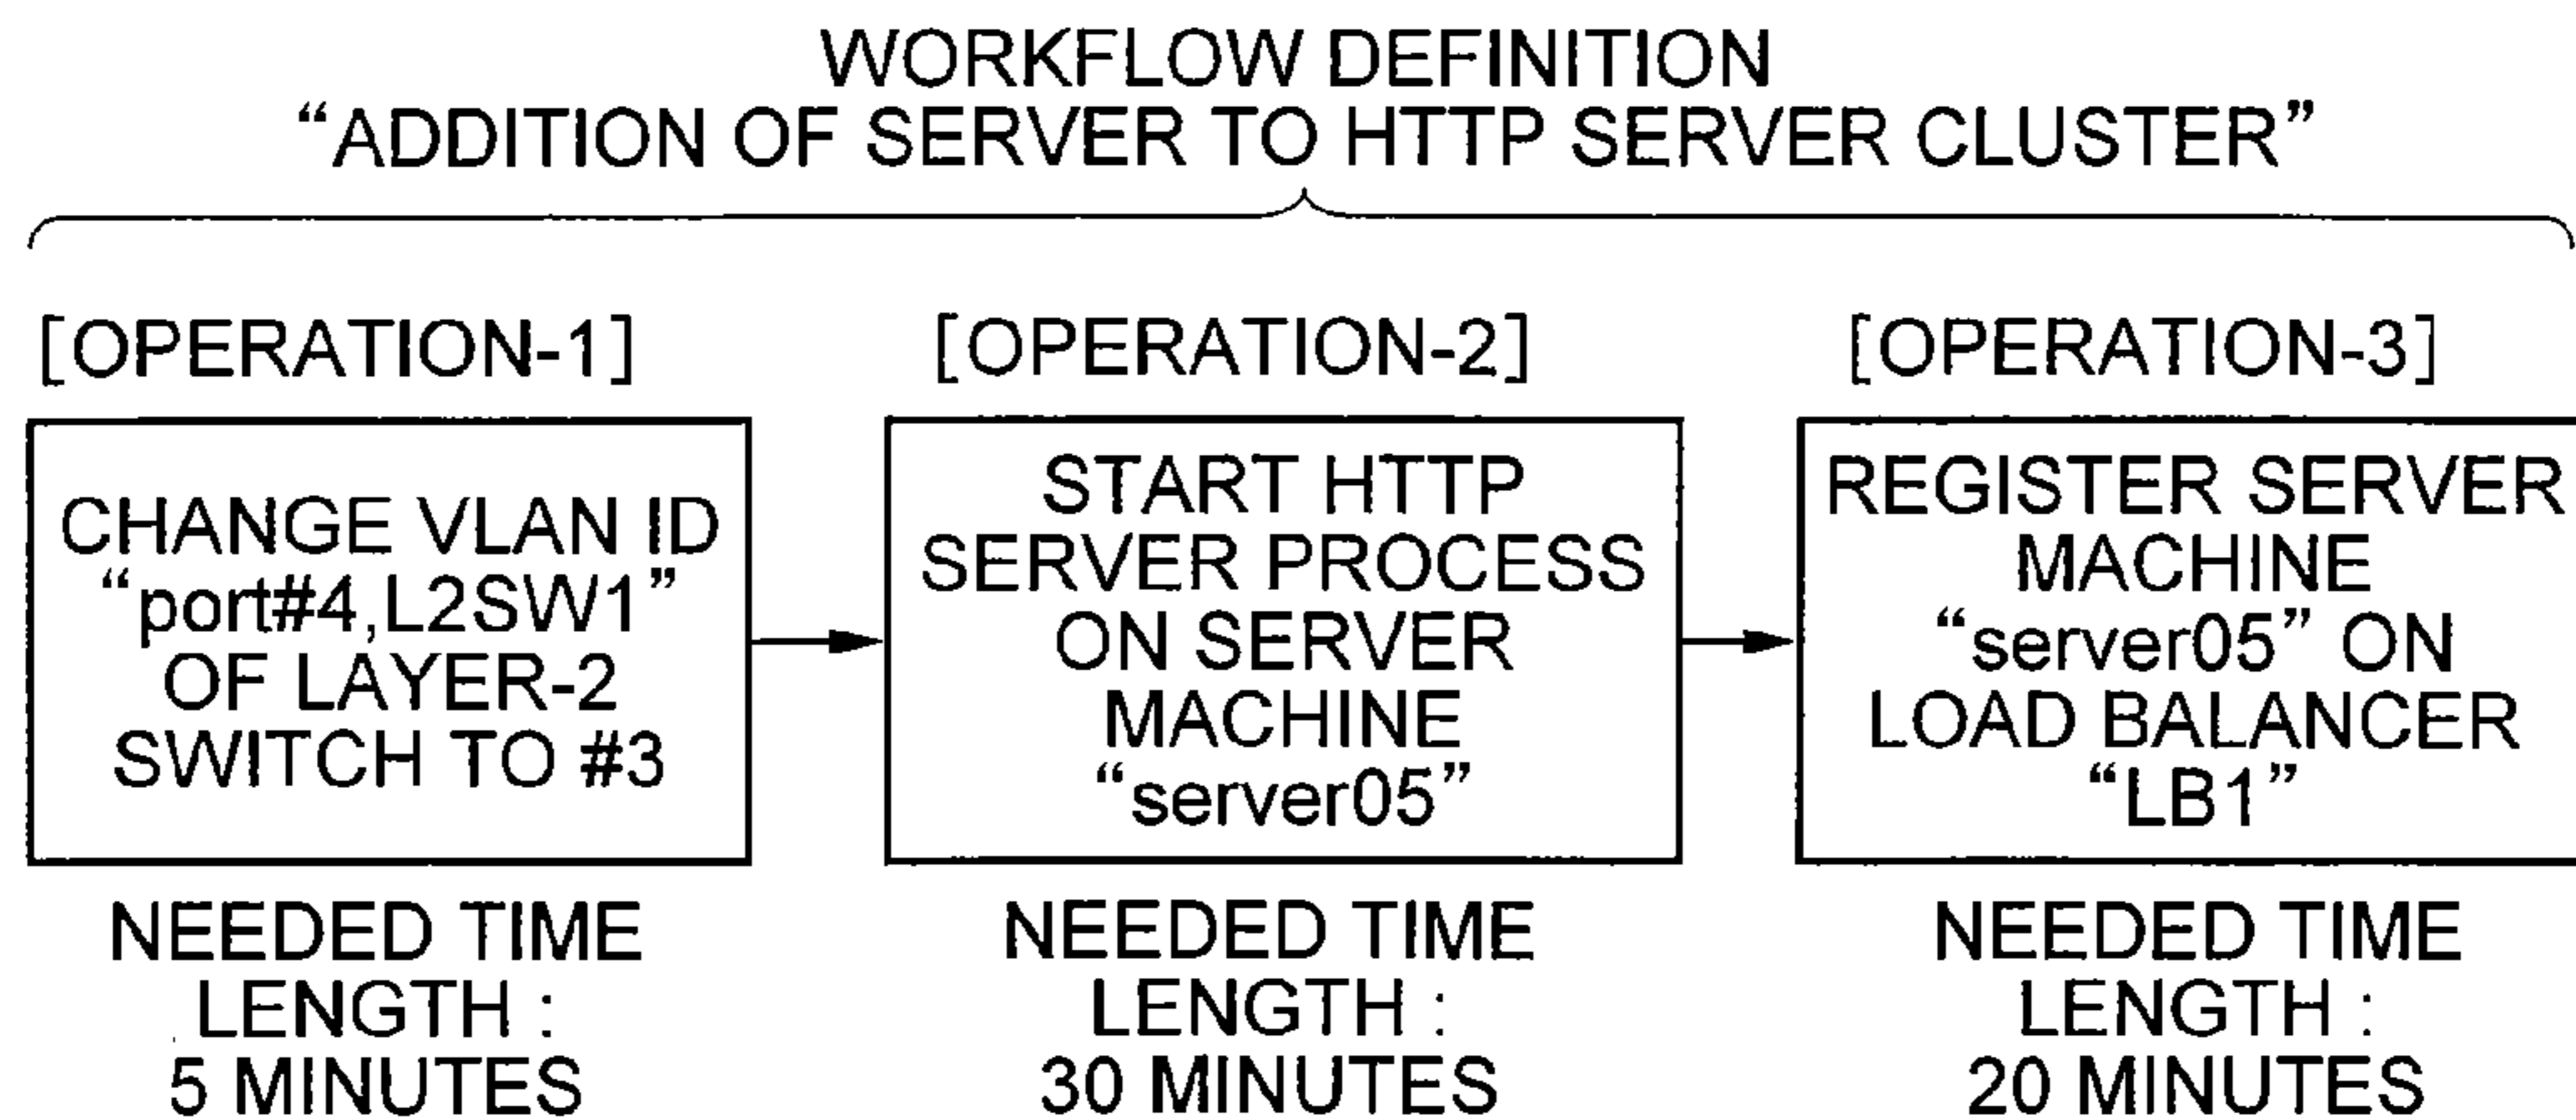 WORKFLOW DEFINITION
“ADDITION OF SERVER TO HTTP SERVER CLUSTER”
[OPERATION-1]
CHANGE VLAN ID
“port#4,L2SW1”
OF LAYER-2
SWITCH TO #3
NEEDED TIME
LENGTH :
5 MINUTES
[OPERATION-2]
START HTTP
SERVER PROCESS
ON SERVER
MACHINE
“server05”
NEEDED TIME
LENGTH :
30 MINUTES
[OPERATION-3]
REGISTER SERVER
MACHINE
“server05” ON
LOAD BALANCER
“LB1”
NEEDED TIME
LENGTH :
20 MINUTES